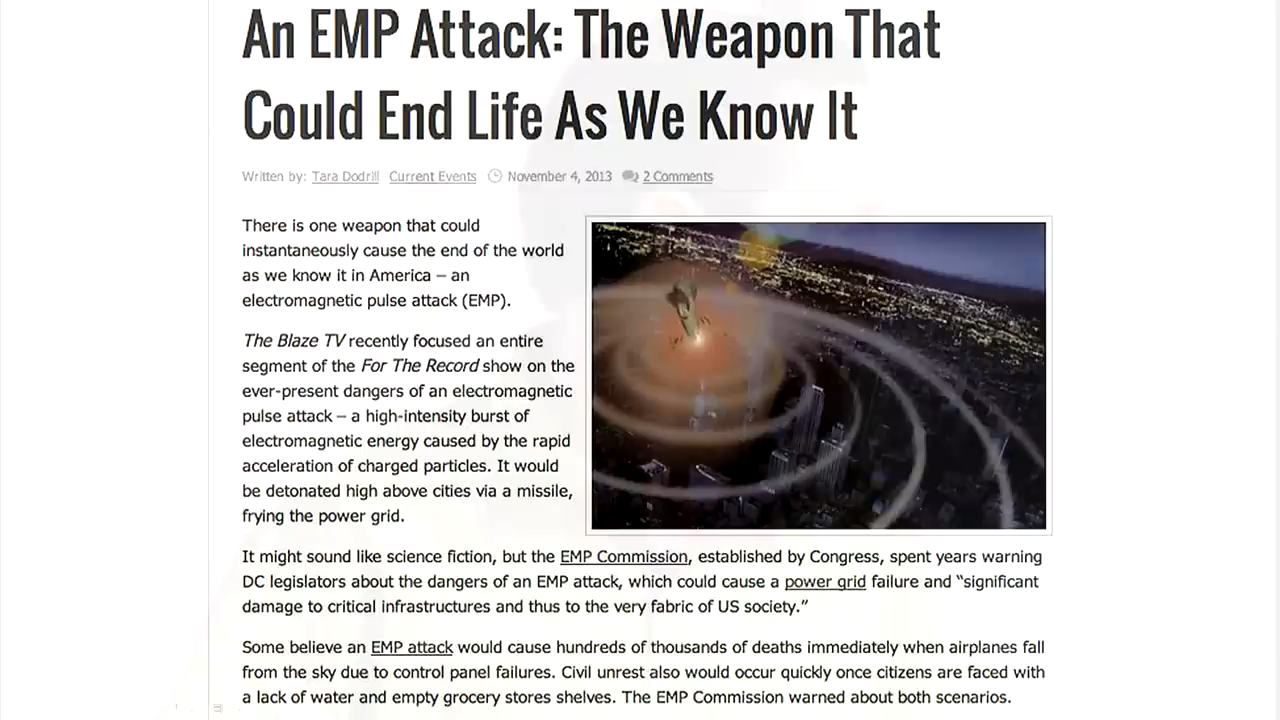 An EMP Attack: The Weapon That
Could End Life As We Know It
Written by: Tara Dodrill Current Events November 4, 2013 2 Comments
There is one weapon that could
instantaneously cause the end of the world
as we know it in America – an
electromagnetic pulse attack (EMP).
The Blaze TV recently focused an entire
segment of the For The Record show on the
ever-present dangers of an electromagnetic
pulse attack – a high-intensity burst of
electromagnetic energy caused by the rapid
acceleration of charged particles. It would
be detonated high above cities via a missile,
frying the power grid.
It might sound like science fiction, but the EMP Commission, established by Congress, spent years warning
DC legislators about the dangers of an EMP attack, which could cause a power grid failure and “significant
damage to critical infrastructures and thus to the very fabric of US society.”
Some believe an EMP attack would cause hundreds of thousands of deaths immediately when airplanes fall
from the sky due to control panel failures. Civil unrest also would occur quickly once citizens are faced with
a lack of water and empty grocery stores shelves. The EMP Commission warned about both scenarios.